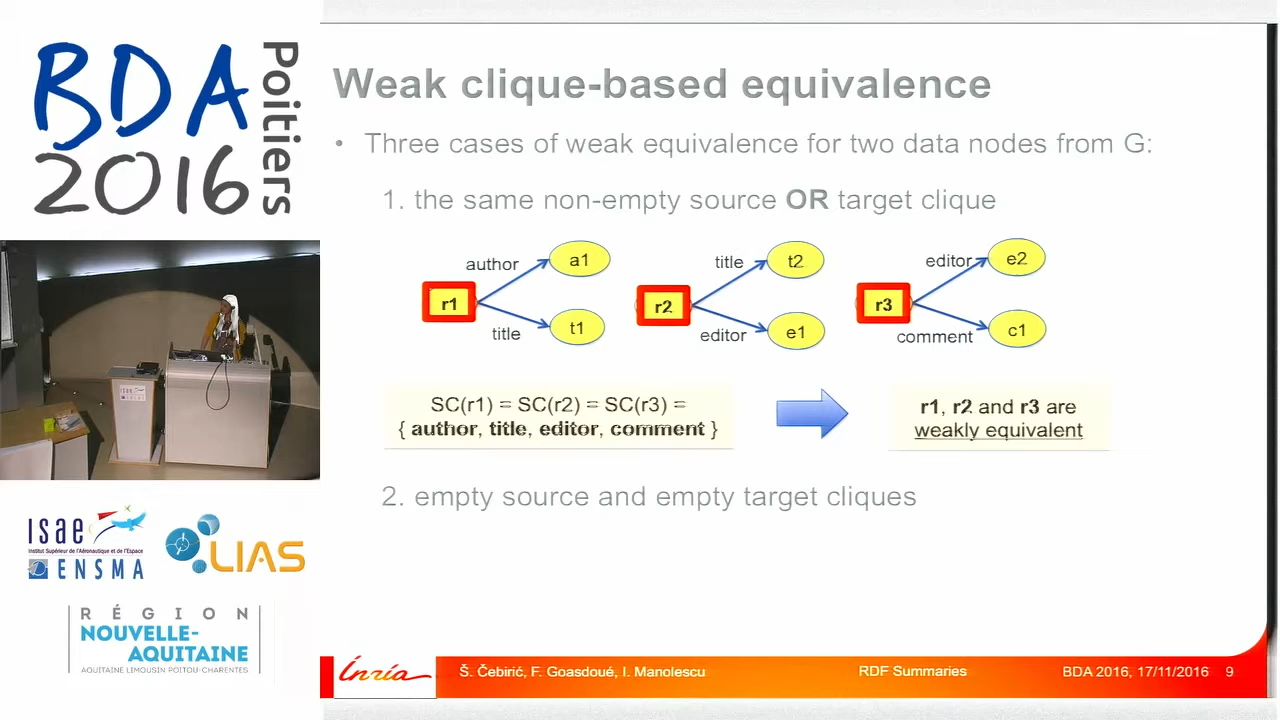 BDA
2016
Poitiers
Weak clique-based equivalence
• Three cases of weak equivalence for two data nodes from G:
1. the same non-empty source OR target clique
author
a1
r1
title
t1
title
t2
r2
editor
e1
editor
e2
r3
comment
c1
SC(r1) = SC(r2) = SC(r3) =
{ author, title, editor, comment }
r1, r2 and r3 are
weakly equivalent
2. empty source and empty target cliques
isae
Institut Supérieur de l'Aéronautique et de l'Espace
ENSMA
LIAS
RÉGION
NOUVELLE-
AQUITAINE
AQUITAINE LIMOUSIN POITOU-CHARENTES
Inria
Š. Čebirić, F. Goasdoué, I. Manolescu
RDF Summaries
BDA 2016, 17/11/2016 9